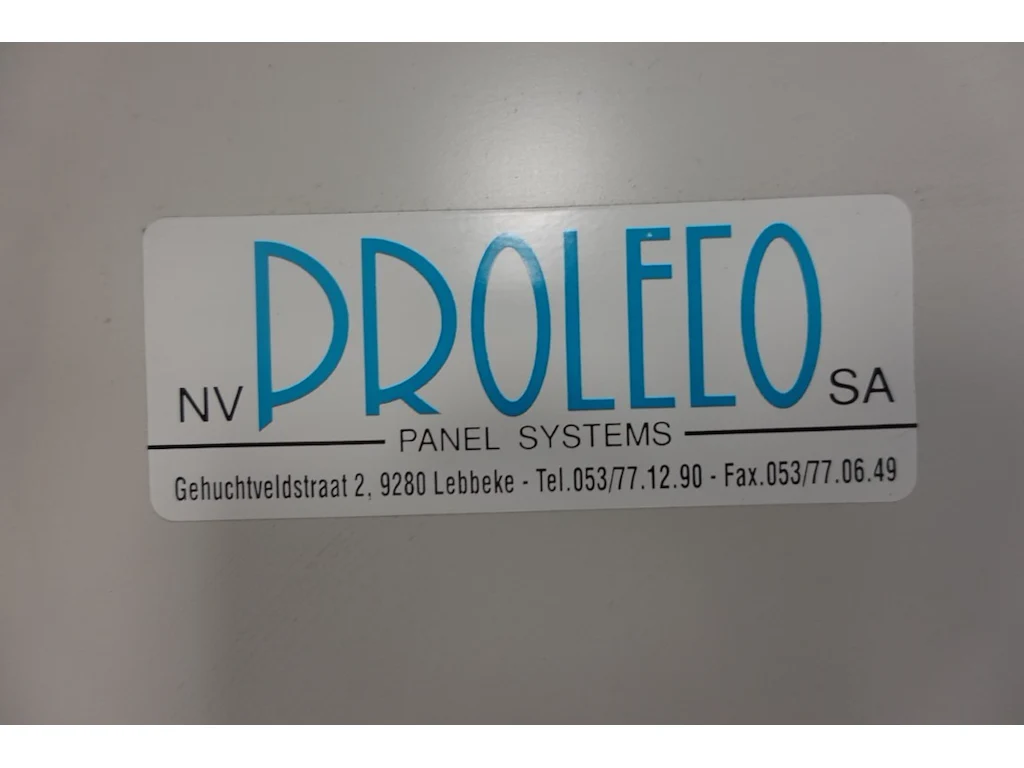 NV PROLECO SA
PANEL SYSTEMS
Gehuchtveldstraat 2, 9280 Lebbeke - Tel.053/77.12.90 - Fax.053/77.06.49